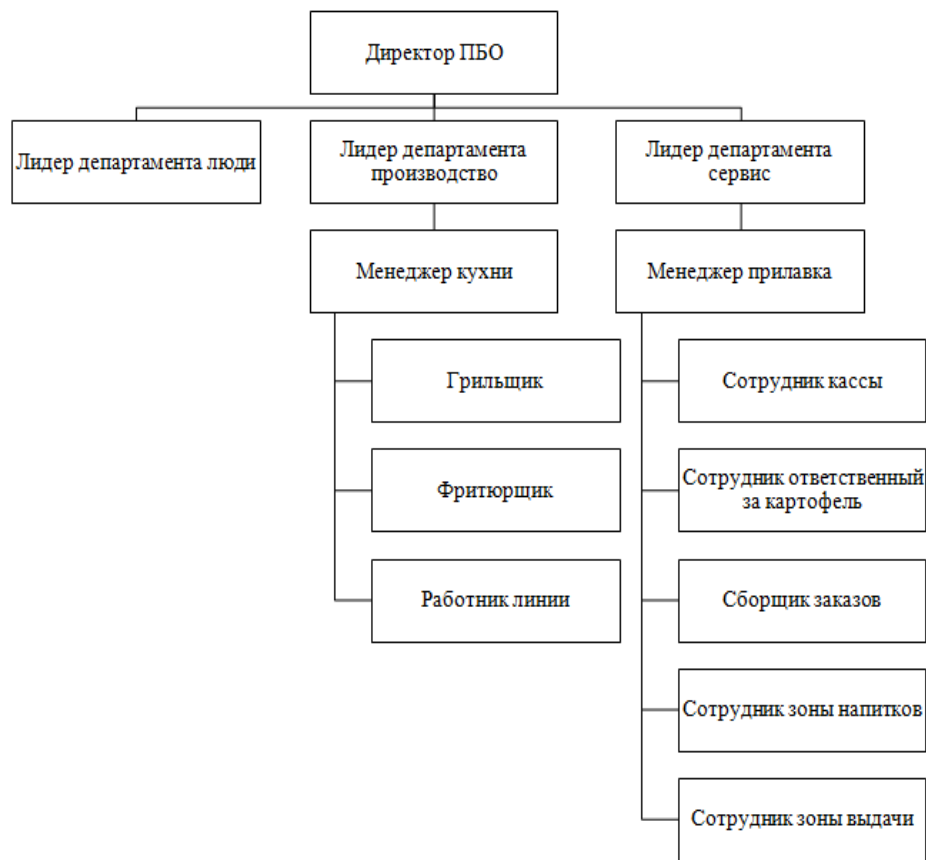 Директор ПБО
Лидер департамента люди
Лидер департамента
производство
Лидер департамента
сервис
Менеджер кухни
Менеджер прилавка
Грильщик
Сотрудник кассы
Фритюрщик
Сотрудник ответственный
за картофель
Работник линии
Сборщик заказов
Сотрудник зоны напитков
Сотрудник зоны выдачи